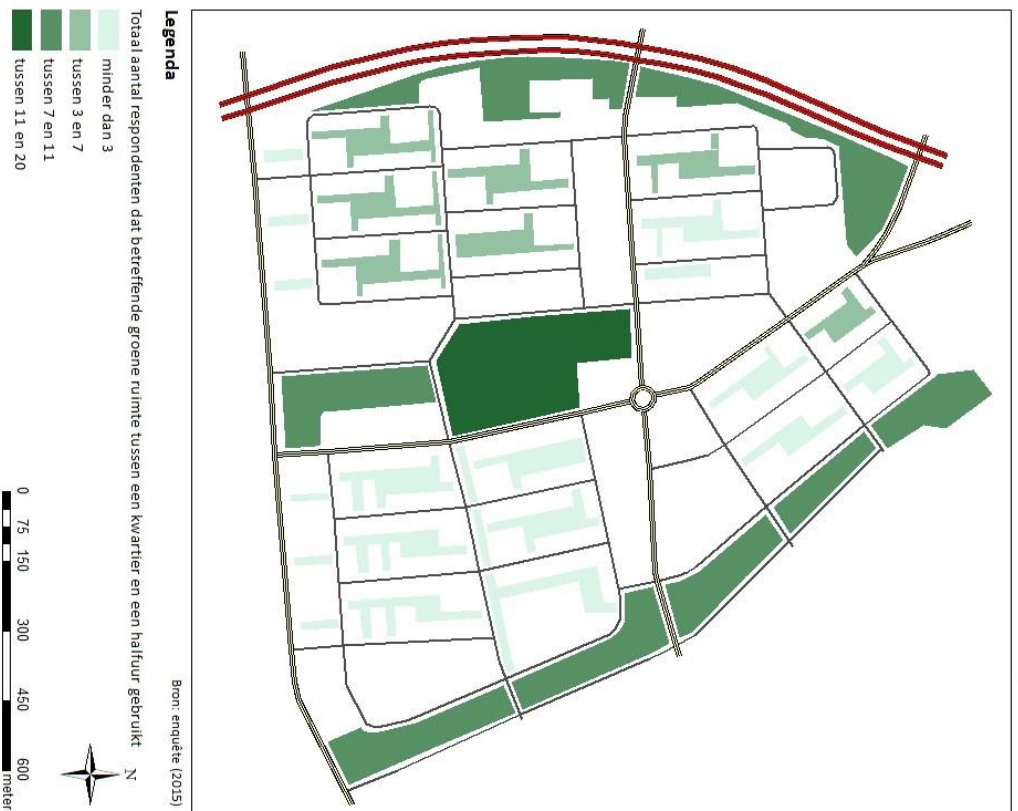 Legenda
Bron: enquête (2015)
Totaal aantal respondenten dat betreffende groene ruimte tussen een kwartier en een halfuur gebruikt
minder dan 3
tussen 3 en 7
tussen 7 en 11
tussen 11 en 20
N
0 75 150 300 450 600
meter